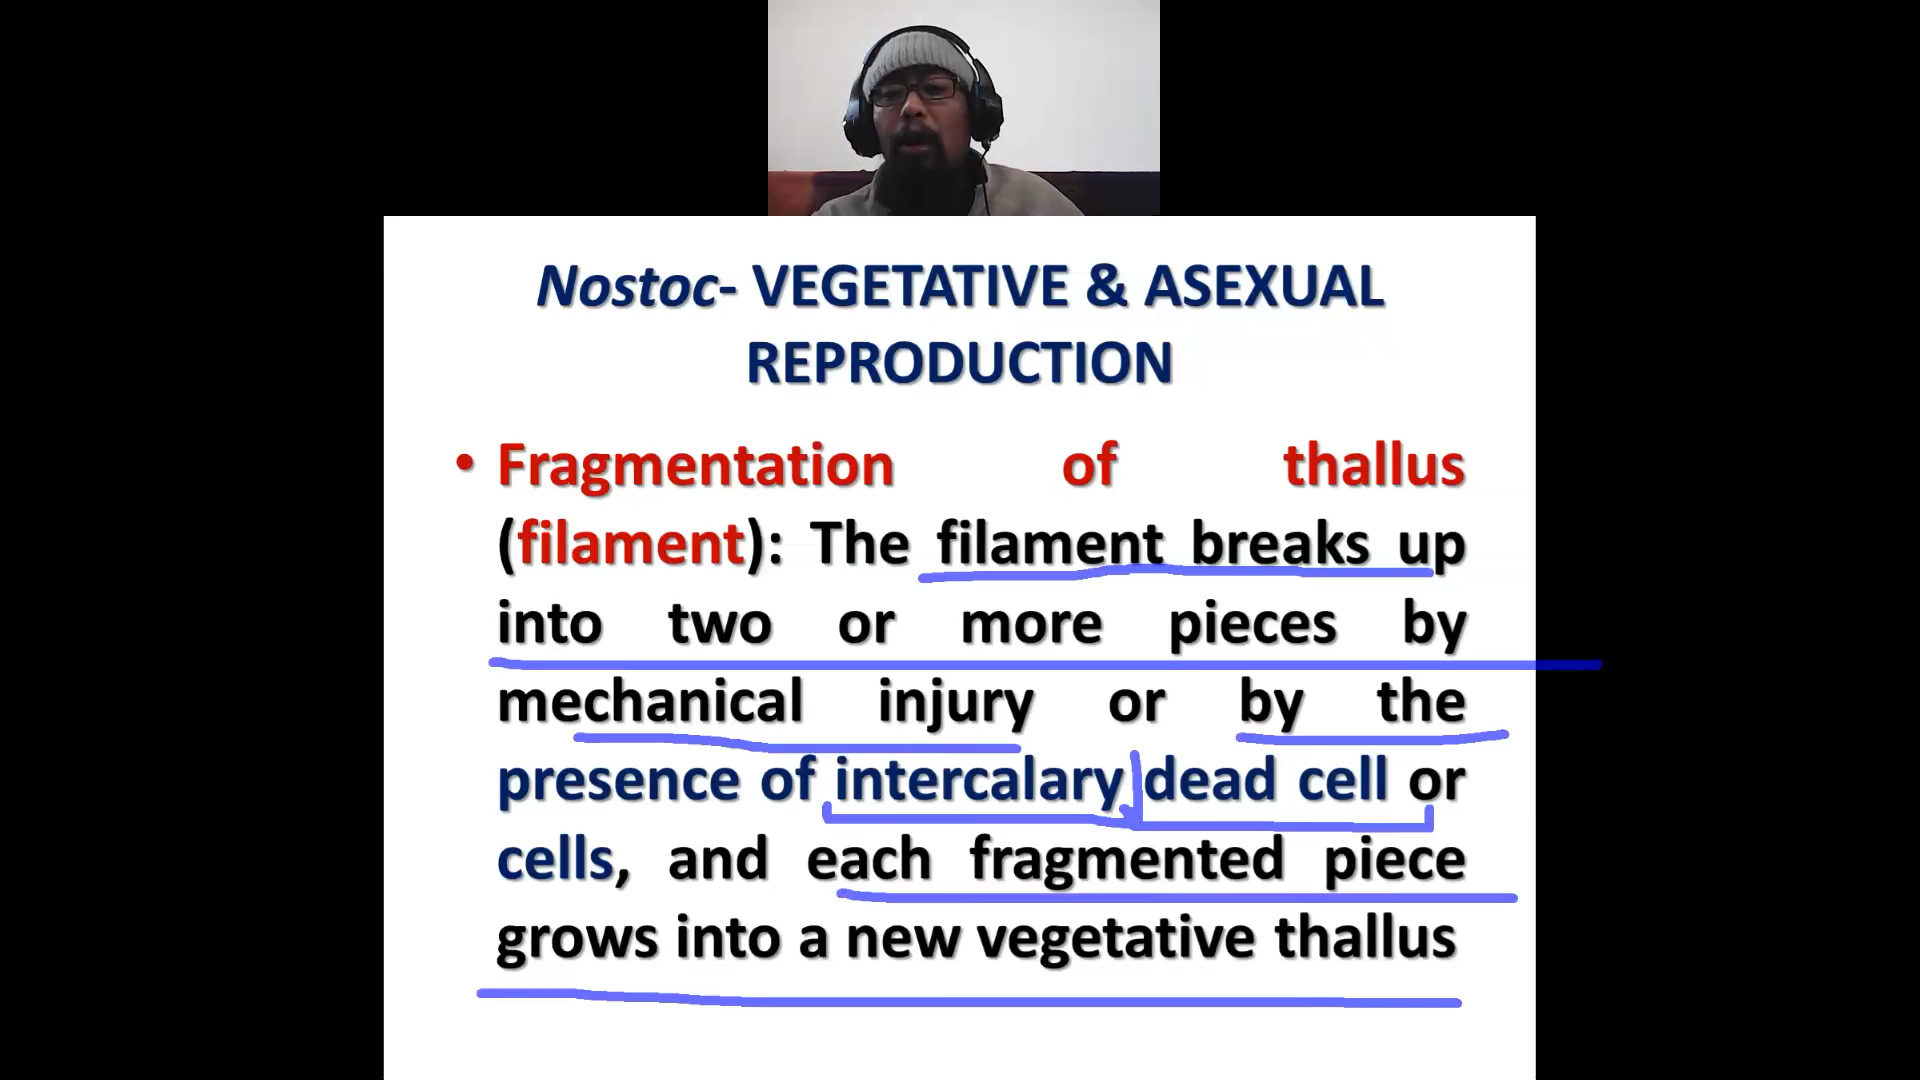 Nostoc- VEGETATIVE & ASEXUAL
REPRODUCTION
• Fragmentation of thallus
(filament): The filament breaks up
into two or more pieces by
mechanical injury or by the
presence of intercalary dead cell or
cells, and each fragmented piece
grows into a new vegetative thallus